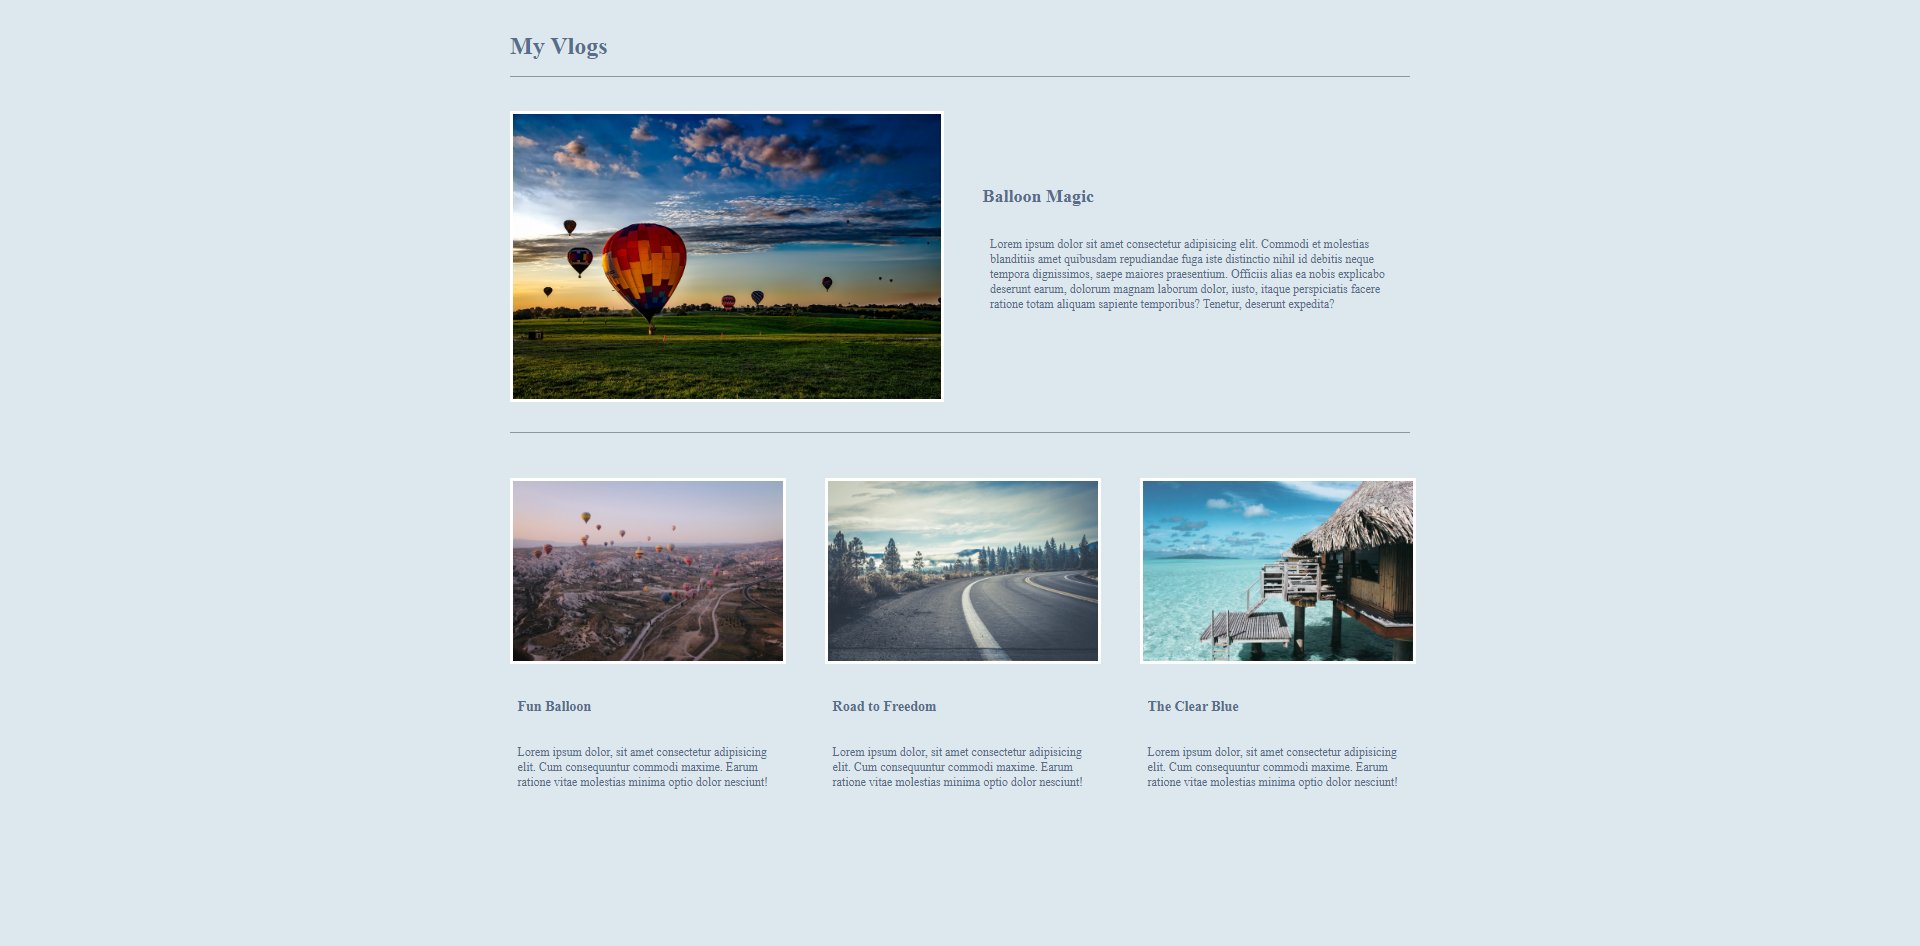 My Vlogs
Balloon Magic
Lorem ipsum dolor sit amet consectetur adipisicing elit. Commodi et molestias
blanditiis amet quibusdam repudiandae fuga iste distinctio nihil id debitis neque
tempora dignissimos, saepe maiores praesentium. Officiis alias ea nobis explicabo
deserunt earum, dolorum magnam laborum dolor, iusto, itaque perspiciatis facere
ratione totam aliquam sapiente temporibus? Tenetur, deserunt expedita?
Fun Balloon
Lorem ipsum dolor, sit amet consectetur adipisicing
elit. Cum consequuntur commodi maxime. Earum
ratione vitae molestias minima optio dolor nesciunt!
Road to Freedom
Lorem ipsum dolor, sit amet consectetur adipisicing
elit. Cum consequuntur commodi maxime. Earum
ratione vitae molestias minima optio dolor nesciunt!
The Clear Blue
Lorem ipsum dolor, sit amet consectetur adipisicing
elit. Cum consequuntur commodi maxime. Earum
ratione vitae molestias minima optio dolor nesciunt!